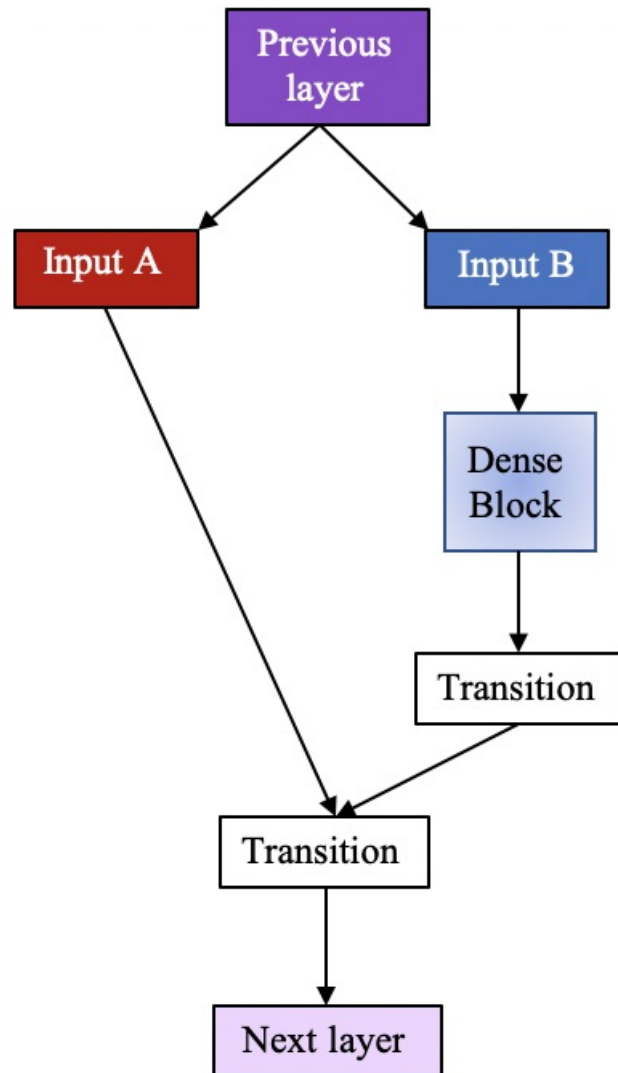 Previous
layer
Input A
Input B
Dense
Block
Transition
Transition
Next layer